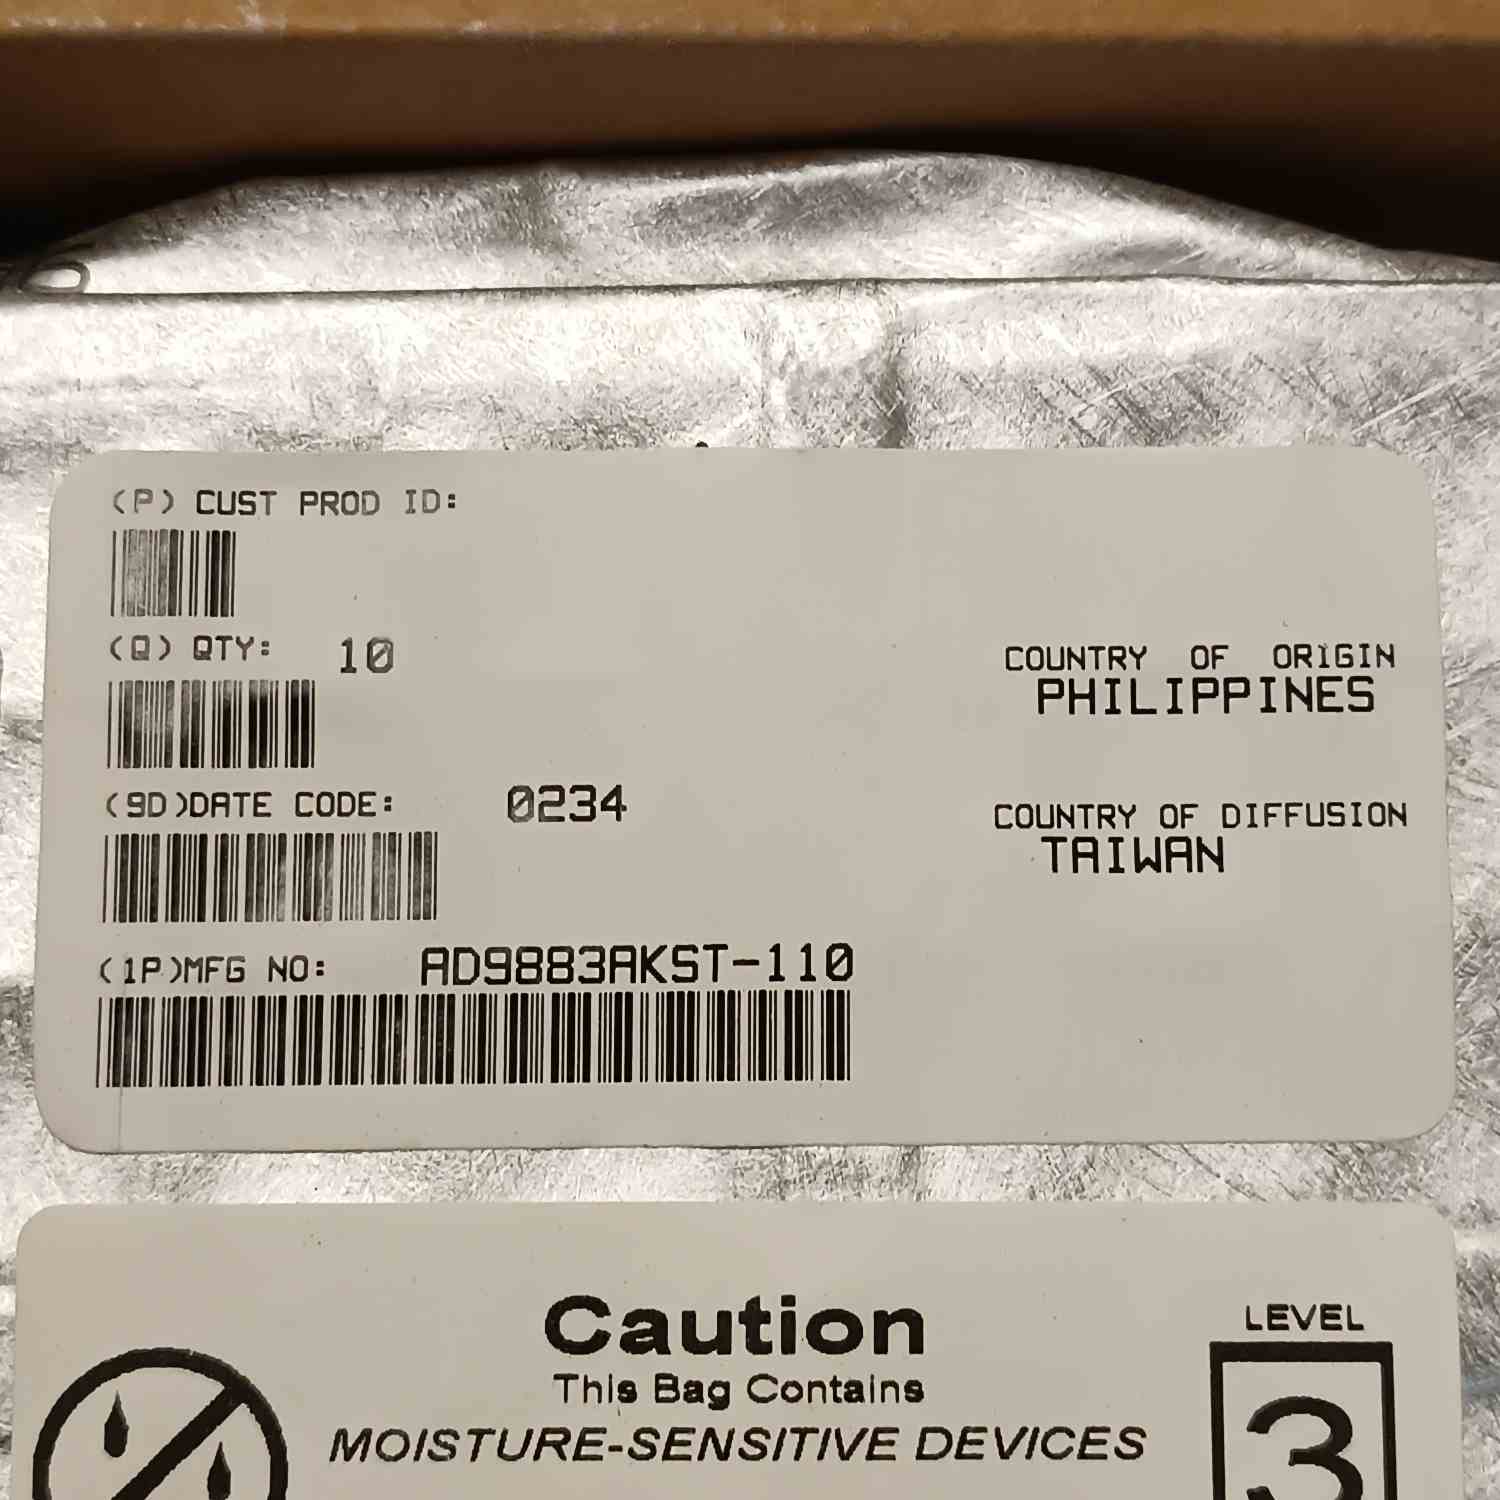 (P) CUST PROD ID:
(Q) QTY: 10
COUNTRY OF ORIGIN
PHILIPPINES
(9D)DATE CODE: 0234
COUNTRY OF DIFFUSION
TAIWAN
(1P)MFG NO: AD9883AKST-110
Caution
This Bag Contains
MOISTURE-SENSITIVE DEVICES
LEVEL
3